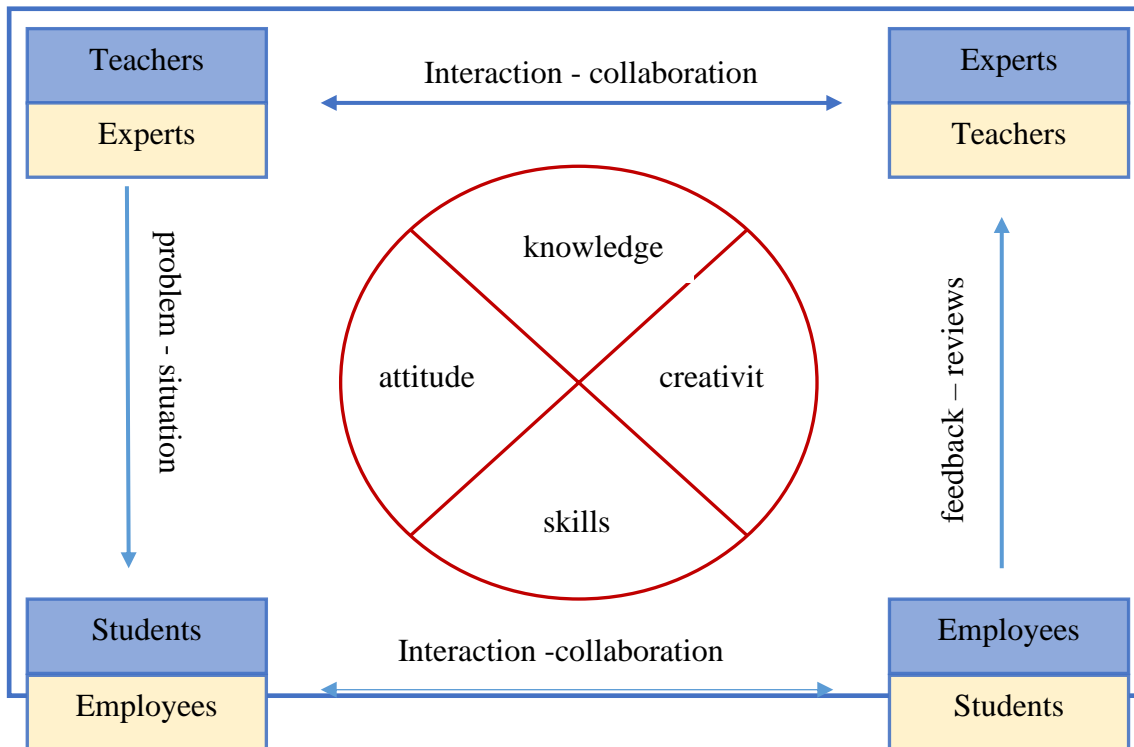 Teachers
Experts
Interaction - collaboration
Experts
Teachers
problem - situation
knowledge
attitude
creativit
skills
feedback – reviews
Students
Employees
Interaction -collaboration
Employees
Students